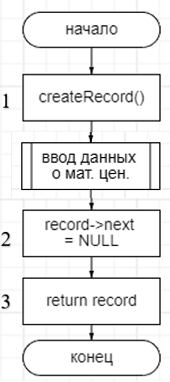 начало
1
createRecord()
ввод данных
о мат. цен.
2
record->next
= NULL
3
return record
конец